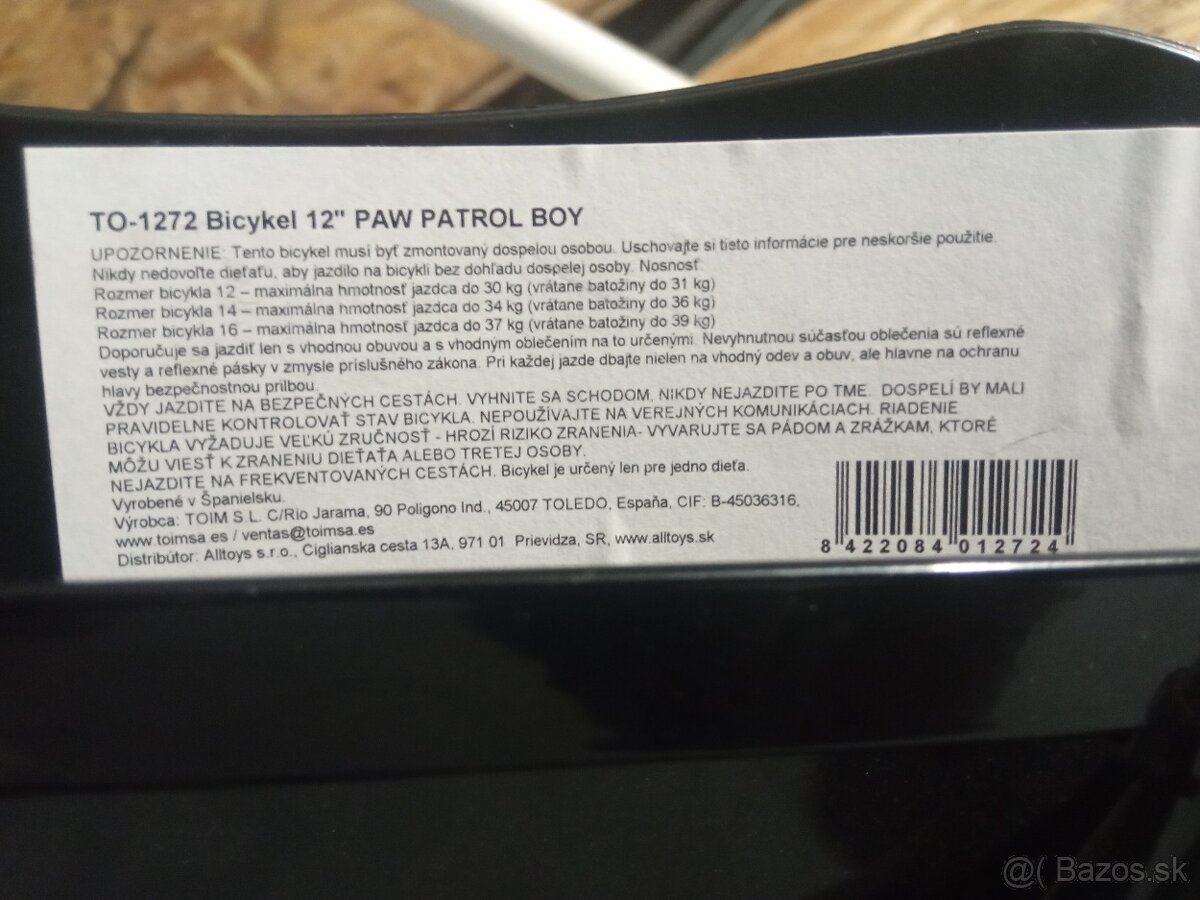 TO-1272 Bicykel 12" PAW PATROL BOY
UPOZORNENIE: Tento bicykel musí byť zmontovaný dospelou osobou. Uschovajte si tieto informácie pre neskoršie použitie.
Nikdy nedovoľte dieťaťu, aby jazdilo na bicykli bez dohľadu dospelej osoby. Nosnosť:
Rozmer bicykla 12 – maximálna hmotnosť jazdca do 30 kg (vrátane batožiny do 31 kg)
Rozmer bicykla 14 – maximálna hmotnosť jazdca do 34 kg (vrátane batožiny do 36 kg)
Rozmer bicykla 16 – maximálna hmotnosť jazdca do 37 kg (vrátane batožiny do 39 kg)
Doporučuje sa jazdiť len s vhodnou obuvou a s vhodným oblečením na to určenými. Nevyhnutnou súčasťou oblečenia sú reflexné
vesty a reflexné pásky v zmysle príslušného zákona. Pri každej jazde dbajte nielen na vhodný odev a obuv, ale hlavne na ochranu
hlavy bezpečnostnou prilbou.
VŽDY JAZDITE NA BEZPEČNÝCH CESTÁCH. VYHNITE SA SCHODOM. NIKDY NEJAZDITE PO TME. DOSPELÍ BY MALI
PRAVIDELNE KONTROLOVAŤ STAV BICYKLA. NEPOUŽÍVAJTE NA VEREJNÝCH KOMUNIKÁCIACH. RIADENIE
BICYKLA VYŽADUJE VEĽKÚ ZRUČNOSŤ - HROZÍ RIZIKO ZRANENIA- VYVARUJTE SA PÁDOM A ZRÁŽKAM, KTORÉ
MÔŽU VIESŤ K ZRANENIU DIEŤAŤA ALEBO TRETEJ OSOBY.
NEJAZDITE NA FREKVENTOVANÝCH CESTÁCH. Bicykel je určený len pre jedno dieťa.
Vyrobené v Španielsku.
Výrobca: TOIM S.L. C/Rio Jarama, 90 Poligono Ind., 45007 TOLEDO, España, CIF: B-45036316,
www.toimsa.es / ventas@toimsa.es
Distribútor: Alltoys s.r.o., Ciglianska cesta 13A, 971 01 Prievidza, SR, www.alltoys.sk
8 422084 012724
@( Bazos.sk